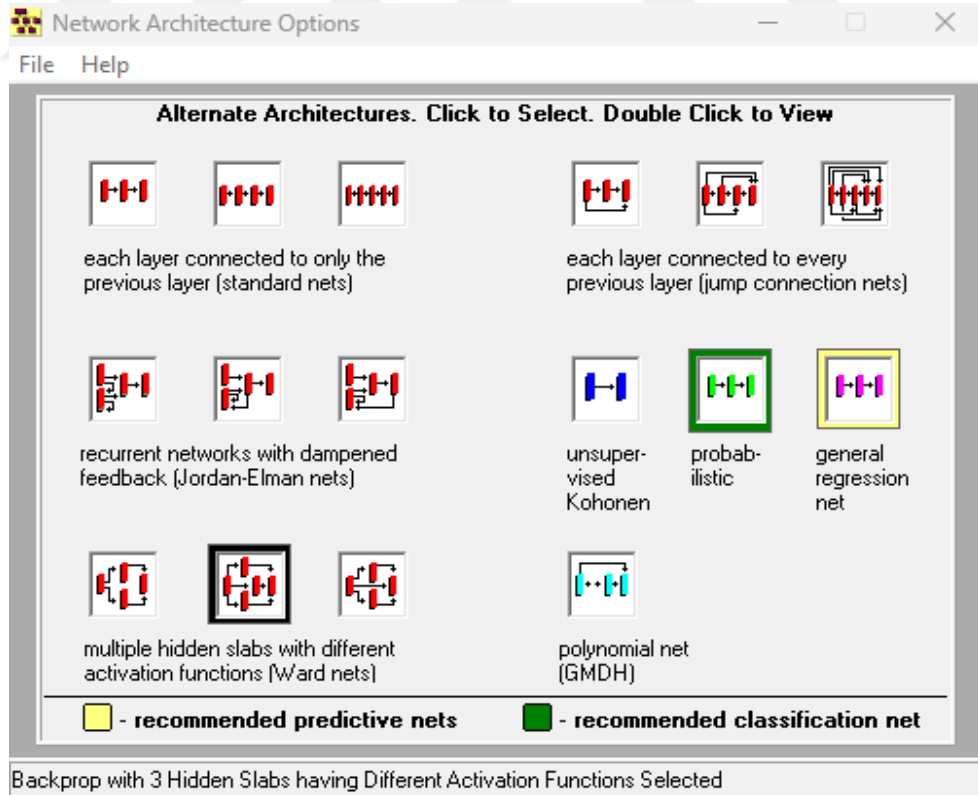 Network Architecture Options
File Help
Alternate Architectures. Click to Select. Double Click to View
each layer connected to only the
previous layer (standard nets)
each layer connected to every
previous layer (jump connection nets)
recurrent networks with dampened
feedback (Jordan-Elman nets)
unsuper-
vised
Kohonen
probab-
ilistic
general
regression
net
multiple hidden slabs with different
activation functions (Ward nets)
polynomial net
(GMDH)
- recommended predictive nets
- recommended classification net
Backprop with 3 Hidden Slabs having Different Activation Functions Selected